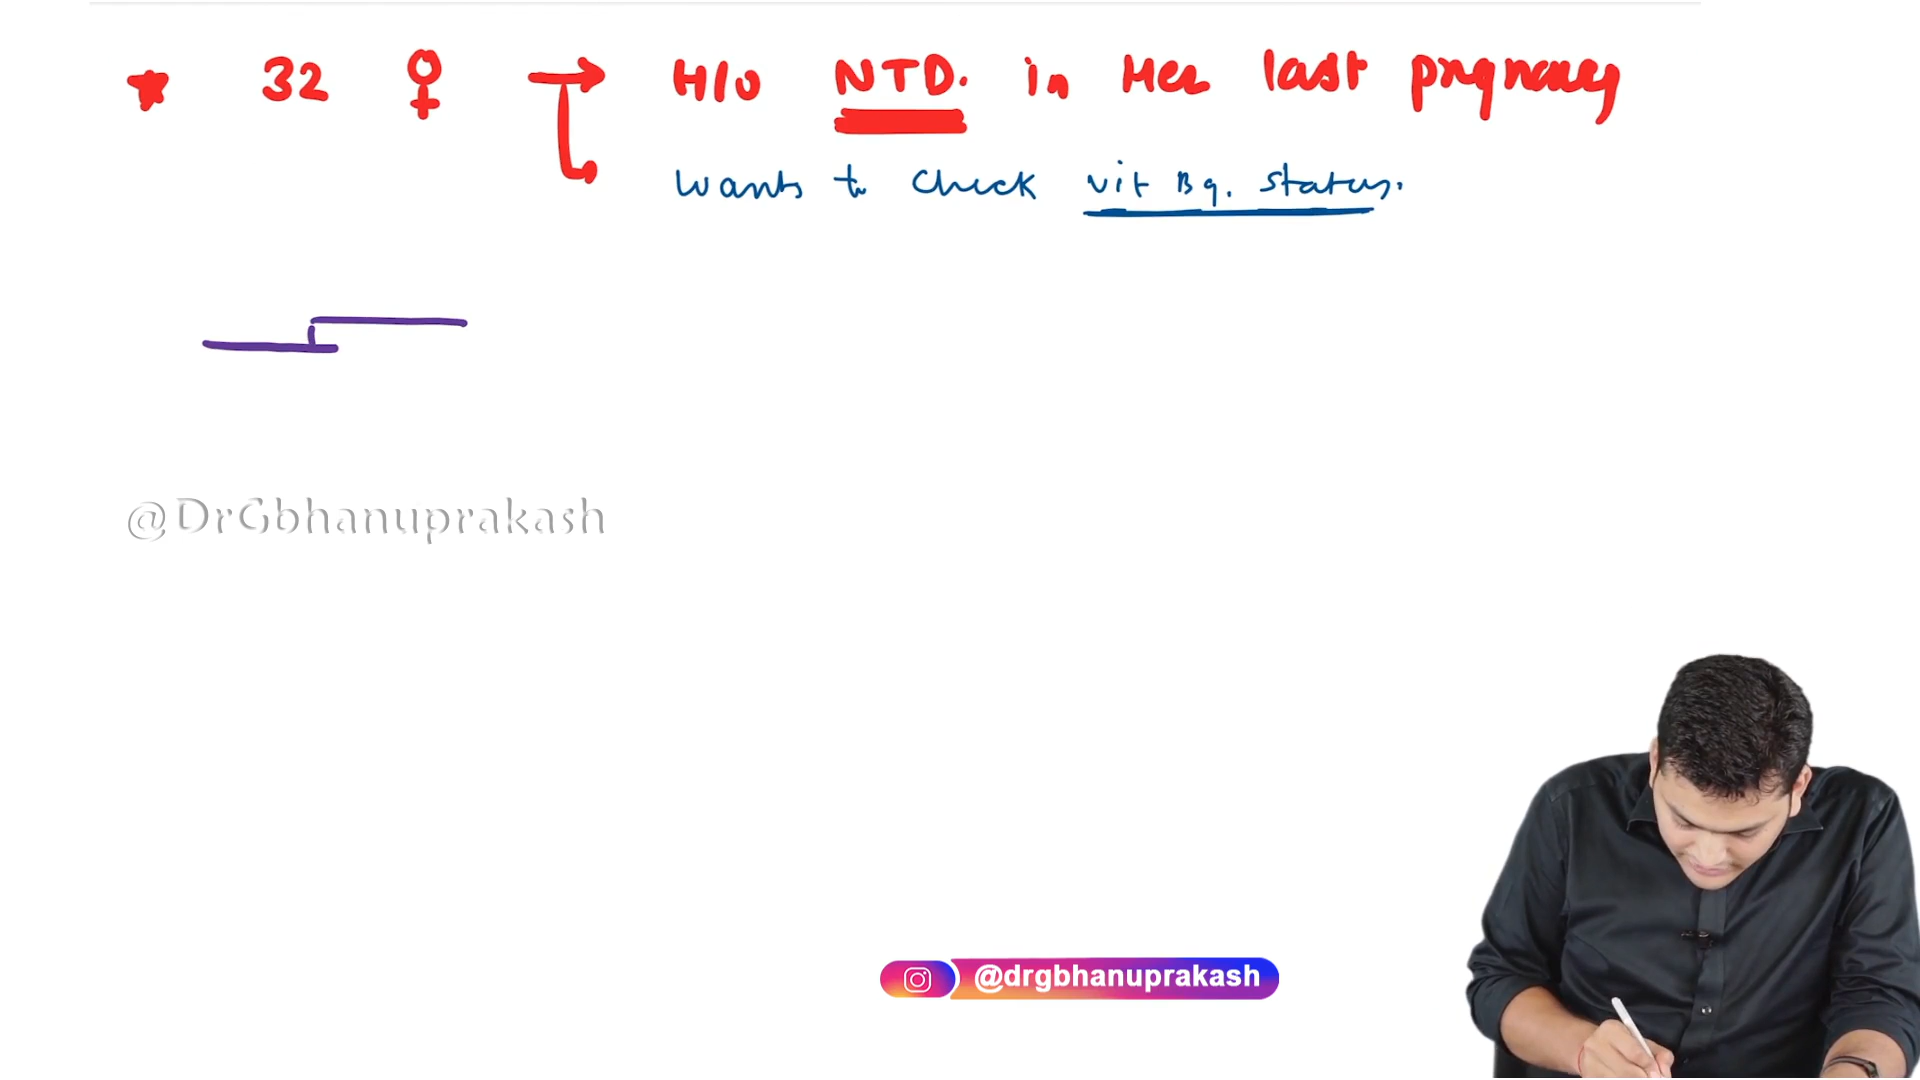 ★ 32 ♀ → H/o NTD. in Her last pregnancy
wants to check vit B9. status.
@DrGbhanuprakash
@drgbhanuprakash